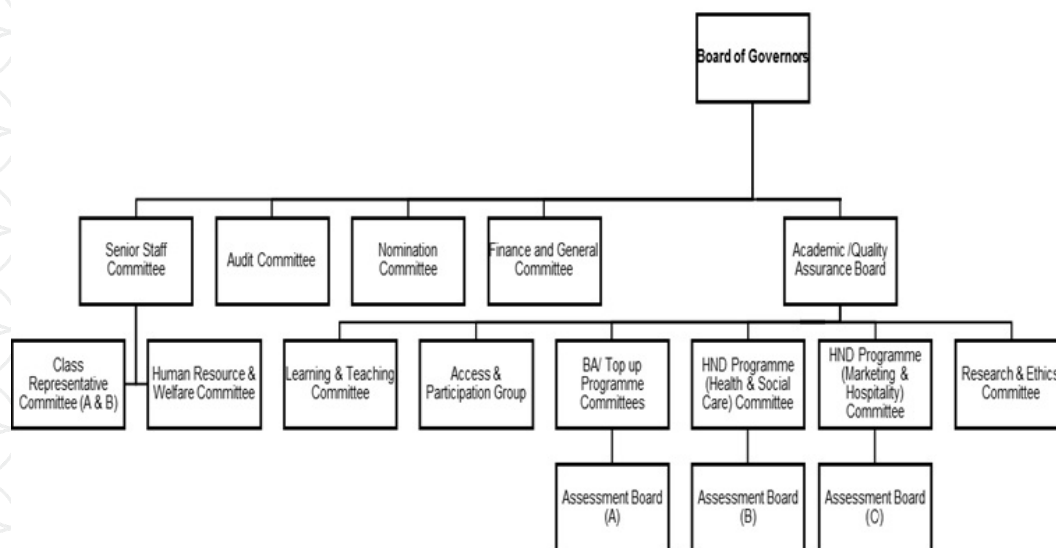 Board of Governors
Senior Staff
Committee
Audit Committee
Nomination
Committee
Finance and General
Committee
Academic /Quality
Assurance Board
Class
Representative
Committee (A & B)
Human Resource &
Welfare Committee
Learning & Teaching
Committee
Access &
Participation Group
BA/ Top up
Programme
Committees
HND Programme
(Health & Social
Care) Committee
HND Programme
(Marketing &
Hospitality)
Committee
Research & Ethics
Committee
Assessment Board
(A)
Assessment Board
(B)
Assessment Board
(C)